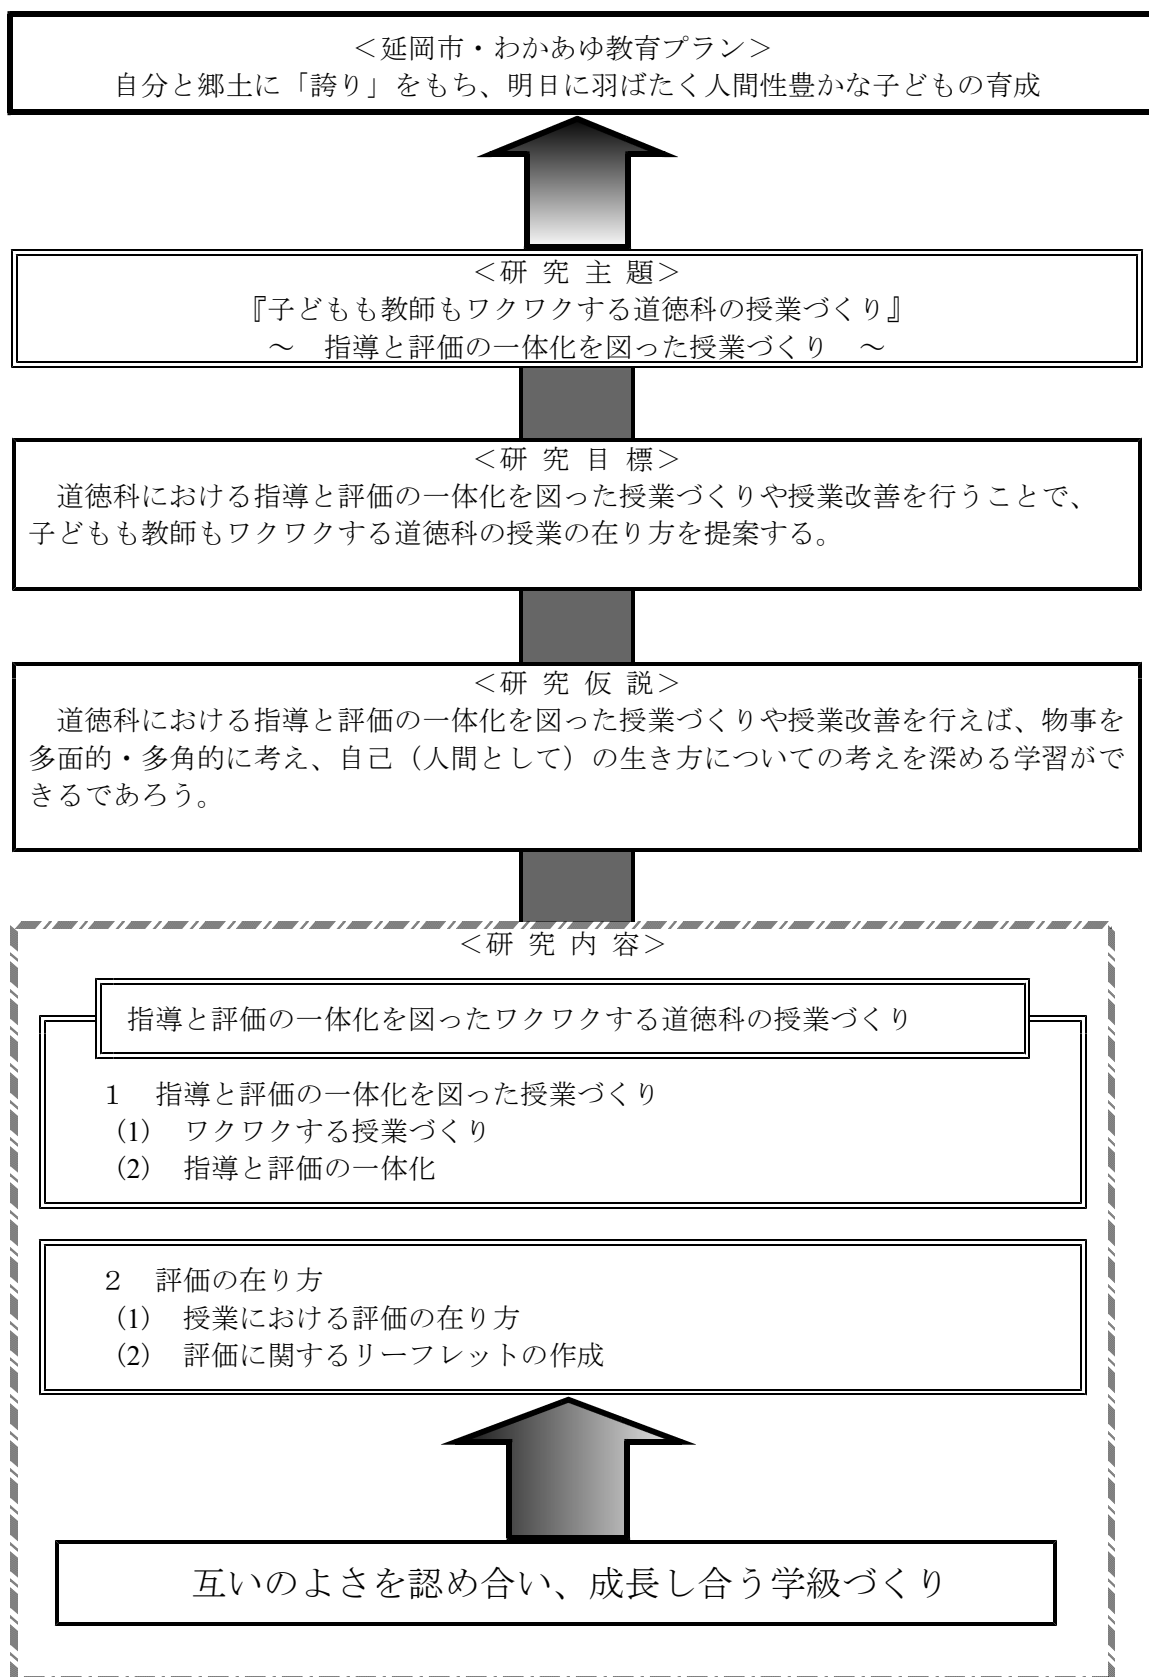 ＜延岡市・わかあゆ教育プラン＞
自分と郷土に「誇り」をもち、明日に羽ばたく人間性豊かな子どもの育成
＜研 究 主 題＞
『子どもも教師もワクワクする道徳科の授業づくり』
～　指導と評価の一体化を図った授業づくり　～
＜研 究 目 標＞
道徳科における指導と評価の一体化を図った授業づくりや授業改善を行うことで、
子どもも教師もワクワクする道徳科の授業の在り方を提案する。
＜研 究 仮 説＞
道徳科における指導と評価の一体化を図った授業づくりや授業改善を行えば、物事を
多面的・多角的に考え、自己（人間として）の生き方についての考えを深める学習がで
きるであろう。
＜研 究 内 容＞
指導と評価の一体化を図ったワクワクする道徳科の授業づくり
１　指導と評価の一体化を図った授業づくり
(1)　ワクワクする授業づくり
(2)　指導と評価の一体化
２　評価の在り方
(1)　授業における評価の在り方
(2)　評価に関するリーフレットの作成
互いのよさを認め合い、成長し合う学級づくり